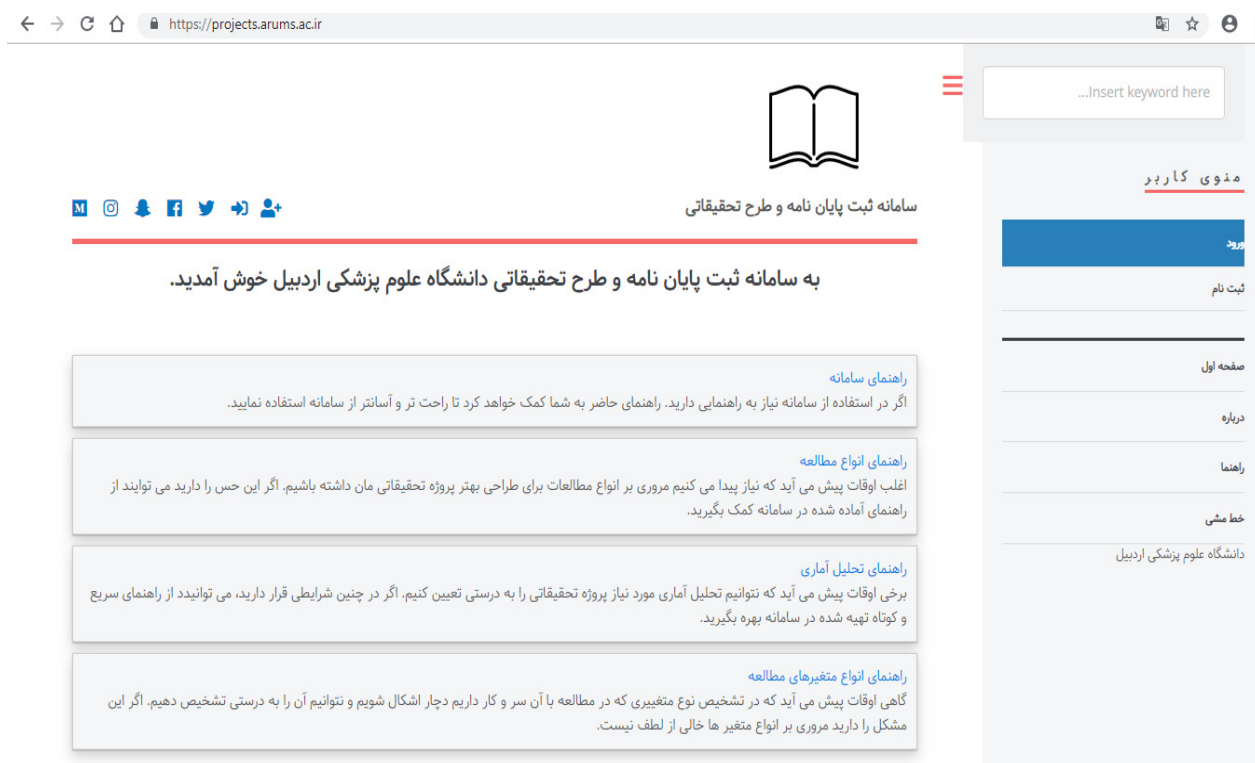 https://projects.arums.ac.ir
Insert keyword here...
منوی کاربر
ورود
ثبت نام
صفحه اول
درباره
راهنما
خط مشی
دانشگاه علوم پزشکی اردبیل
سامانه ثبت پایان نامه و طرح تحقیقاتی
به سامانه ثبت پایان نامه و طرح تحقیقاتی دانشگاه علوم پزشکی اردبیل خوش آمدید.
راهنمای سامانه
اگر در استفاده از سامانه نیاز به راهنمایی دارید. راهنمای حاضر به شما کمک خواهد کرد تا راحت تر و آسانتر از سامانه استفاده نمایید.
راهنمای انواع مطالعه
اغلب اوقات پیش می آید که نیاز پیدا می کنیم مروری بر انواع مطالعات برای طراحی بهتر پروژه تحقیقاتی مان داشته باشیم. اگر این حس را دارید می توایند از
راهنمای آماده شده در سامانه کمک بگیرید.
راهنمای تحلیل آماری
برخی اوقات پیش می آید که نتوانیم تحلیل آماری مورد نیاز پروژه تحقیقاتی را به درستی تعیین کنیم. اگر در چنین شرایطی قرار دارید، می توانیدد از راهنمای سریع
و کوتاه تهیه شده در سامانه بهره بگیرید.
راهنمای انواع متغیرهای مطالعه
گاهی اوقات پیش می آید که در تشخیص نوع متغییری که در مطالعه با آن سر و کار داریم دچار اشکال شویم و نتوانیم آن را به درستی تشخیص دهیم. اگر این
مشکل را دارید مروری بر انواع متغیر ها خالی از لطف نیست.